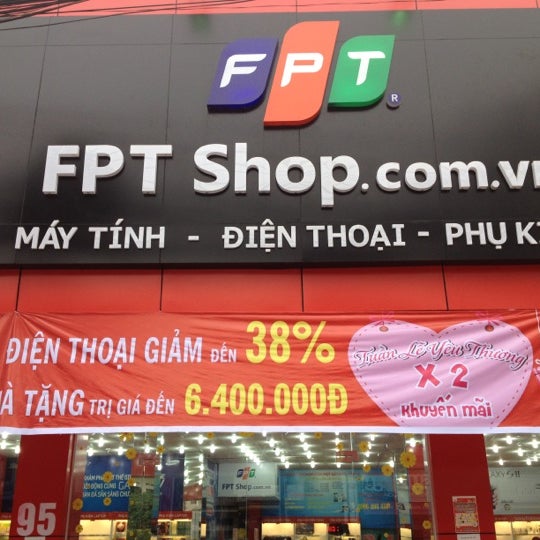 FPT
FPT Shop.com.v
MÁY TÍNH - ĐIỆN THOẠI - PHỤ K
ĐIỆN THOẠI GIẢM ĐẾN 38%
À TẶNG TRỊ GIÁ ĐẾN 6.400.000Đ
Tuần Lễ Yêu Thương
X 2
Khuyến mãi
FPT Shop.com.vn
95